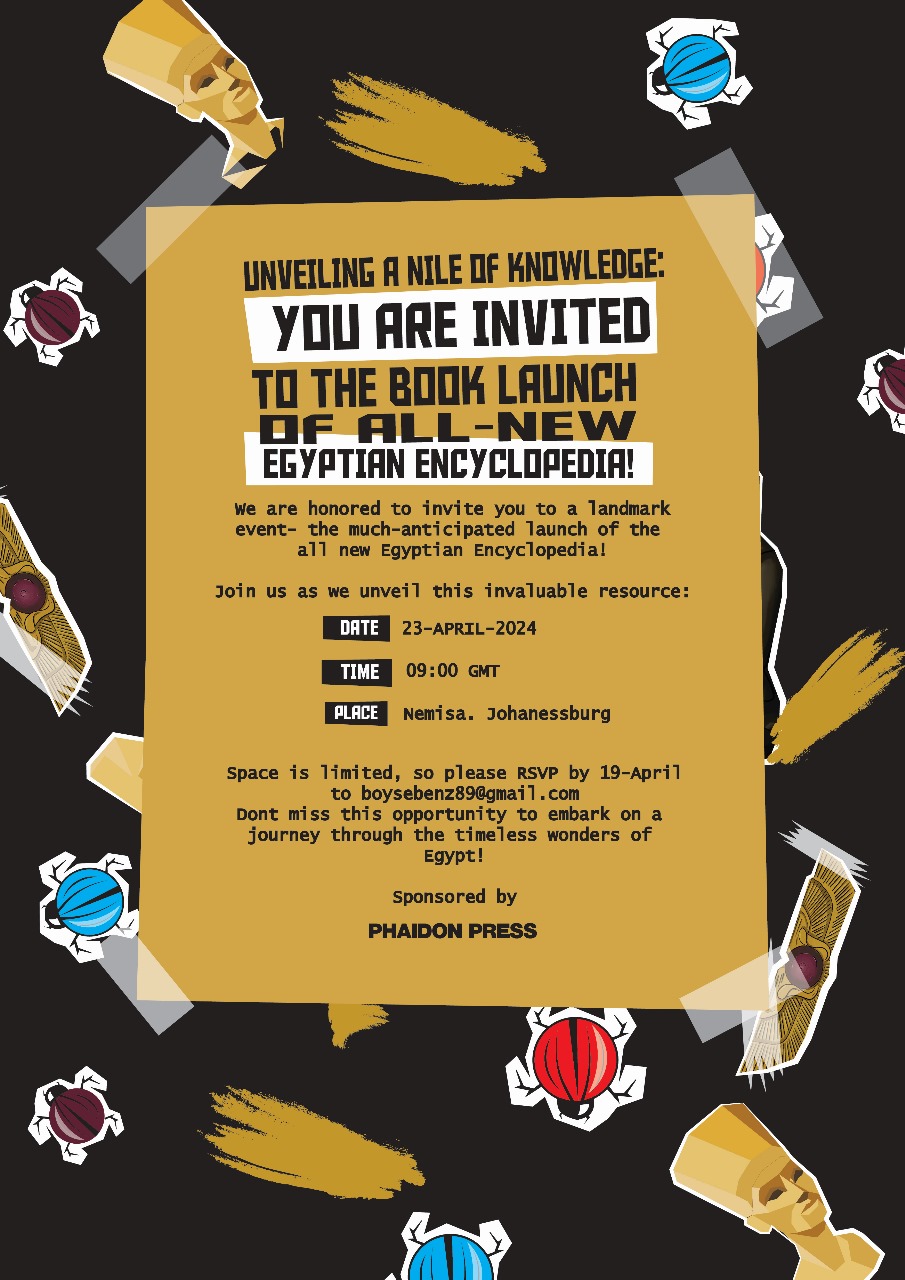 UNVEILING A NILE OF KNOWLEDGE:
YOU ARE INVITED
TO THE BOOK LAUNCH
OF ALL-NEW
EGYPTIAN ENCYCLOPEDIA!
We are honored to invite you to a landmark
event- the much-anticipated launch of the
all new Egyptian Encyclopedia!
Join us as we unveil this invaluable resource:
DATE 23-APRIL-2024
TIME 09:00 GMT
PLACE Nemisa. Johanessburg
Space is limited, so please RSVP by 19-April
to boysebenz89@gmail.com
Dont miss this opportunity to embark on a
journey through the timeless wonders of
Egypt!
Sponsored by
PHAIDON PRESS